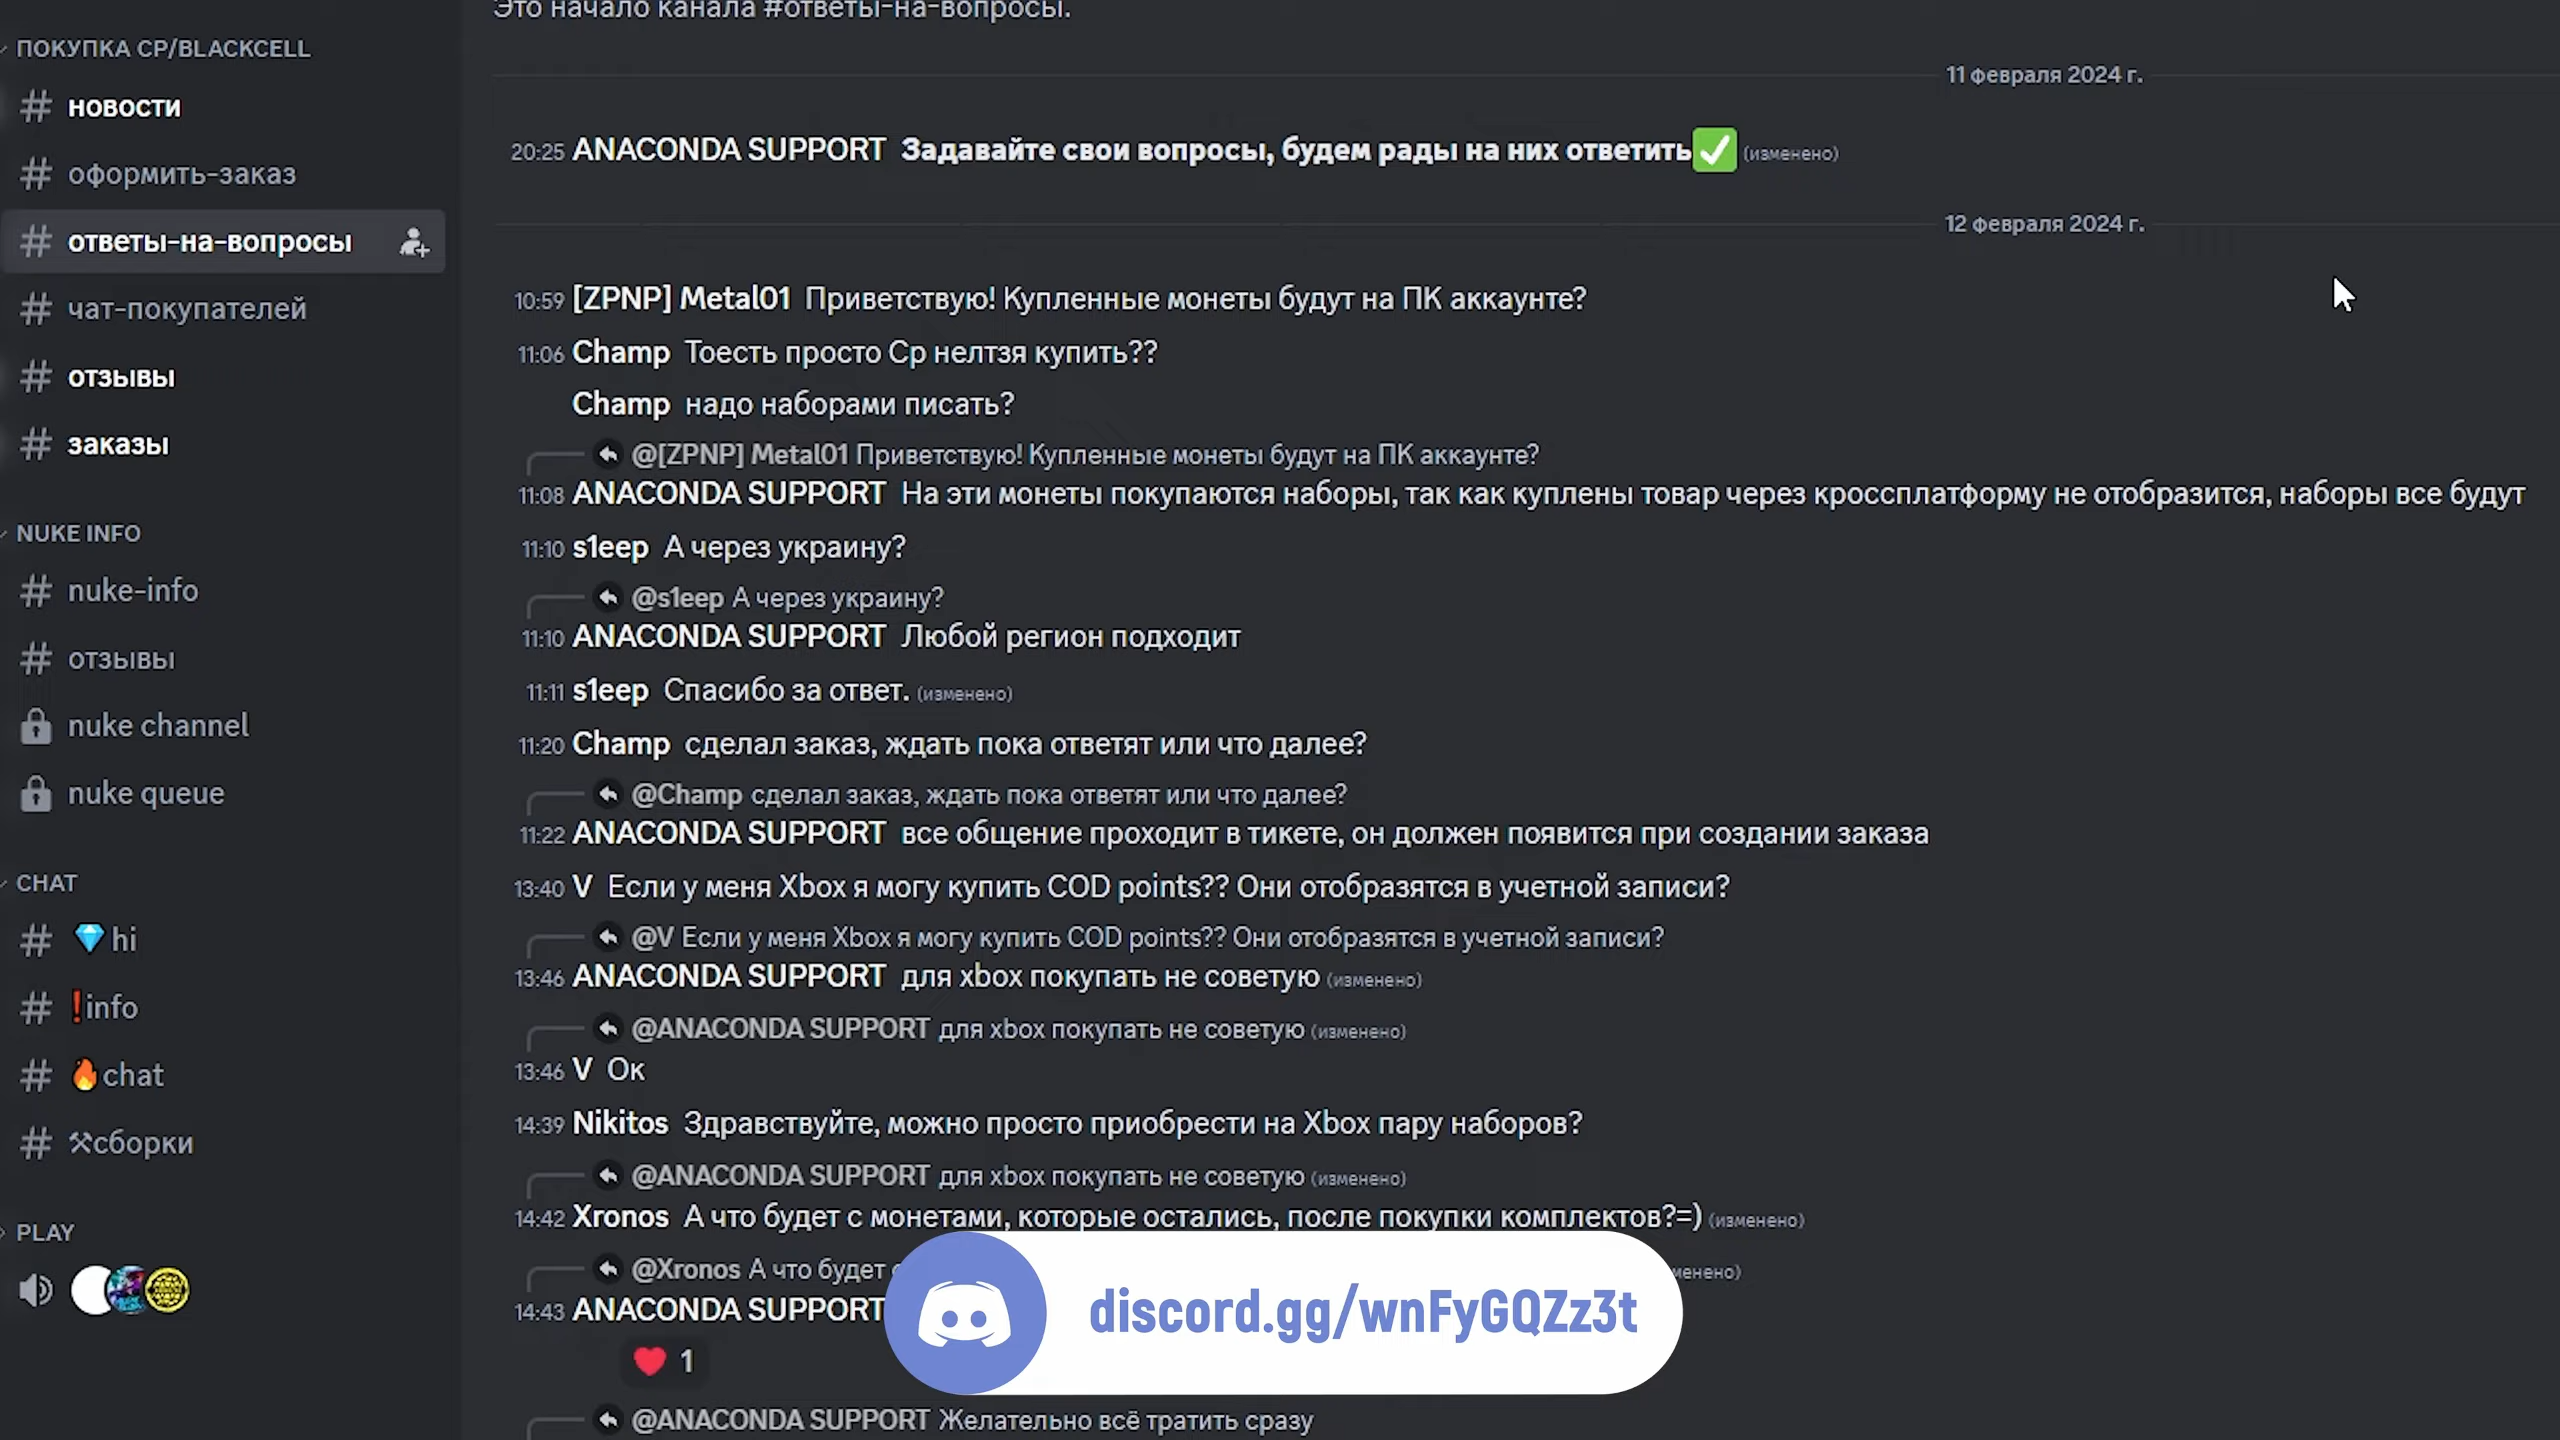 Это начало канала #ответы-на-вопросы.
ПОКУПКА CP/BLACKCELL
новости
оформить-заказ
ответы-на-вопросы
чат-покупателей
отзывы
заказы
NUKE INFO
nuke-info
отзывы
nuke channel
nuke queue
CHAT
💎hi
❗info
🔥chat
⚒сборки
PLAY
11 февраля 2024 г.
20:25 ANACONDA SUPPORT Задавайте свои вопросы, будем рады на них ответить✅ (изменено)
12 февраля 2024 г.
10:59 [ZPNP] Metal01 Приветствую! Купленные монеты будут на ПК аккаунте?
11:06 Champ Тоесть просто Ср нелтзя купить??
Champ надо наборами писать?
@[ZPNP] Metal01 Приветствую! Купленные монеты будут на ПК аккаунте?
11:08 ANACONDA SUPPORT На эти монеты покупаются наборы, так как куплены товар через кроссплатформу не отобразится, наборы все будут
11:10 s1eep А через украину?
@s1eep А через украину?
11:10 ANACONDA SUPPORT Любой регион подходит
11:11 s1eep Спасибо за ответ. (изменено)
11:20 Champ сделал заказ, ждать пока ответят или что далее?
@Champ сделал заказ, ждать пока ответят или что далее?
11:22 ANACONDA SUPPORT все общение проходит в тикете, он должен появится при создании заказа
13:40 V Если у меня Xbox я могу купить COD points?? Они отобразятся в учетной записи?
@V Если у меня Xbox я могу купить COD points?? Они отобразятся в учетной записи?
13:46 ANACONDA SUPPORT для xbox покупать не советую (изменено)
@ANACONDA SUPPORT для xbox покупать не советую (изменено)
13:46 V Ок
14:39 Nikitos Здравствуйте, можно просто приобрести на Xbox пару наборов?
@ANACONDA SUPPORT для xbox покупать не советую (изменено)
14:42 Xronos А что будет с монетами, которые остались, после покупки комплектов?=) (изменено)
@Xronos А что будет
14:43 ANACONDA SUPPORT
discord.gg/wnFyGQZz3t
❤️ 1
@ANACONDA SUPPORT Желательно всё тратить сразу